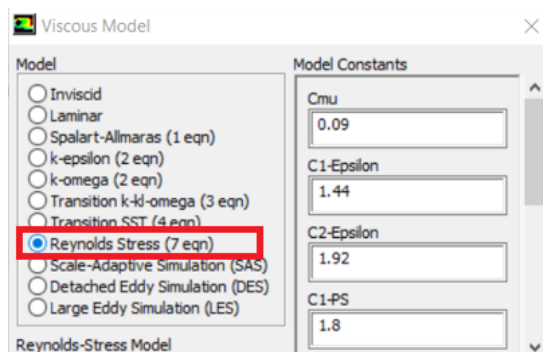 Viscous Model
Model
Inviscid
Laminar
Spalart-Allmaras (1 eqn)
k-epsilon (2 eqn)
k-omega (2 eqn)
Transition k-kl-omega (3 eqn)
Transition SST (4 eqn)
Reynolds Stress (7 eqn)
Scale-Adaptive Simulation (SAS)
Detached Eddy Simulation (DES)
Large Eddy Simulation (LES)
Reynolds-Stress Model
Model Constants
Cmu
0.09
C1-Epsilon
1.44
C2-Epsilon
1.92
C1-PS
1.8